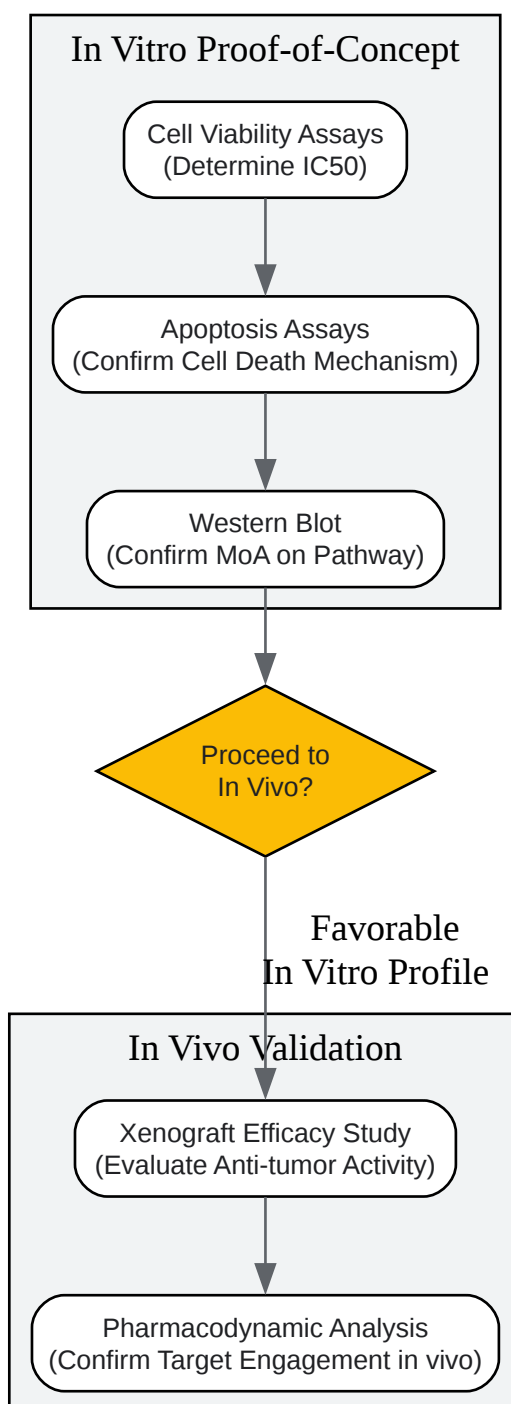 In Vitro Proof-of-Concept
Cell Viability Assays
(Determine IC50)
Apoptosis Assays
(Confirm Cell Death Mechanism)
Western Blot
(Confirm MoA on Pathway)
Proceed to
In Vivo?
Favorable
In Vitro Profile
In Vivo Validation
Xenograft Efficacy Study
(Evaluate Anti-tumor Activity)
Pharmacodynamic Analysis
(Confirm Target Engagement in vivo)